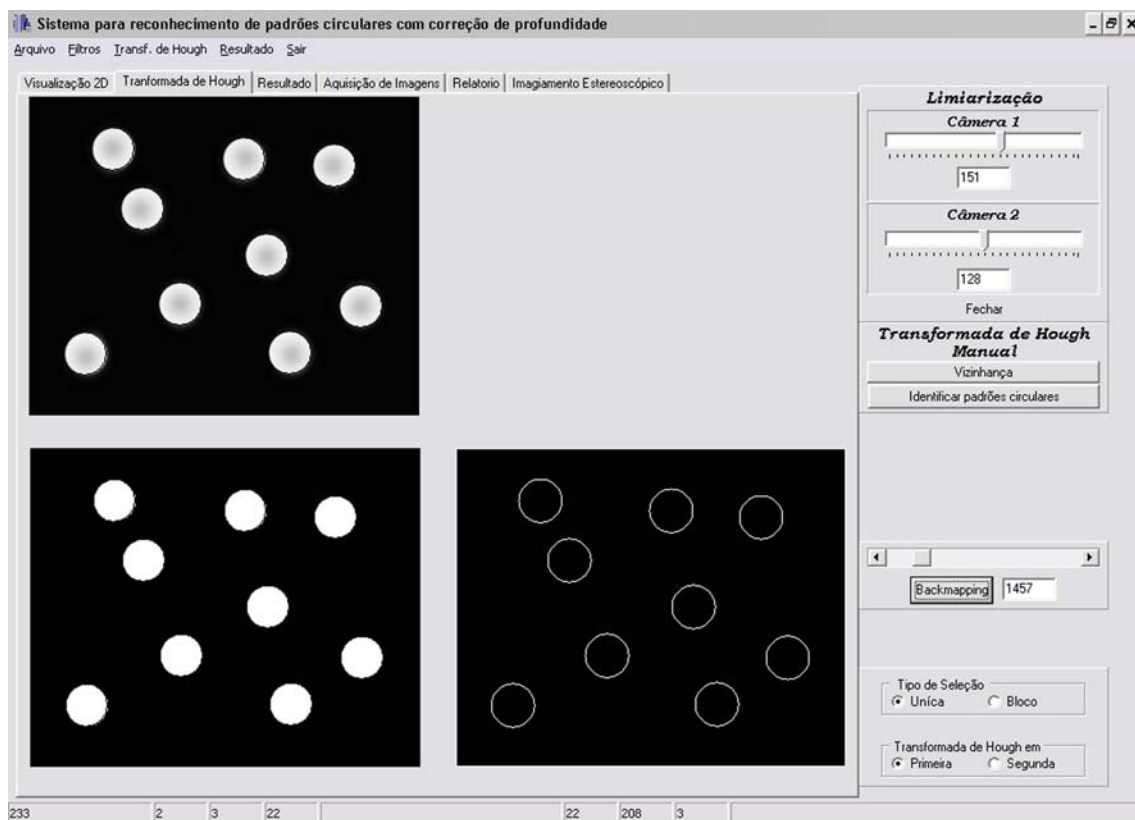 Sistema para reconhecimento de padrões circulares com correção de profundidade
Arquivo Filtros Transf. de Hough Resultado Sair
Visualização 2D Tranformada de Hough Resultado Aquisição de Imagens Relatorio Imagiamento Estereoscópico
Limiarização
Câmera 1
151
Câmera 2
128
Fechar
Transformada de Hough
Manual
Vizinhança
Identificar padrões circulares
Backmapping 1457
Tipo de Seleção
Uníca Bloco
Transformada de Hough em
Primeira Segunda
233 2 3 22 22 208 3